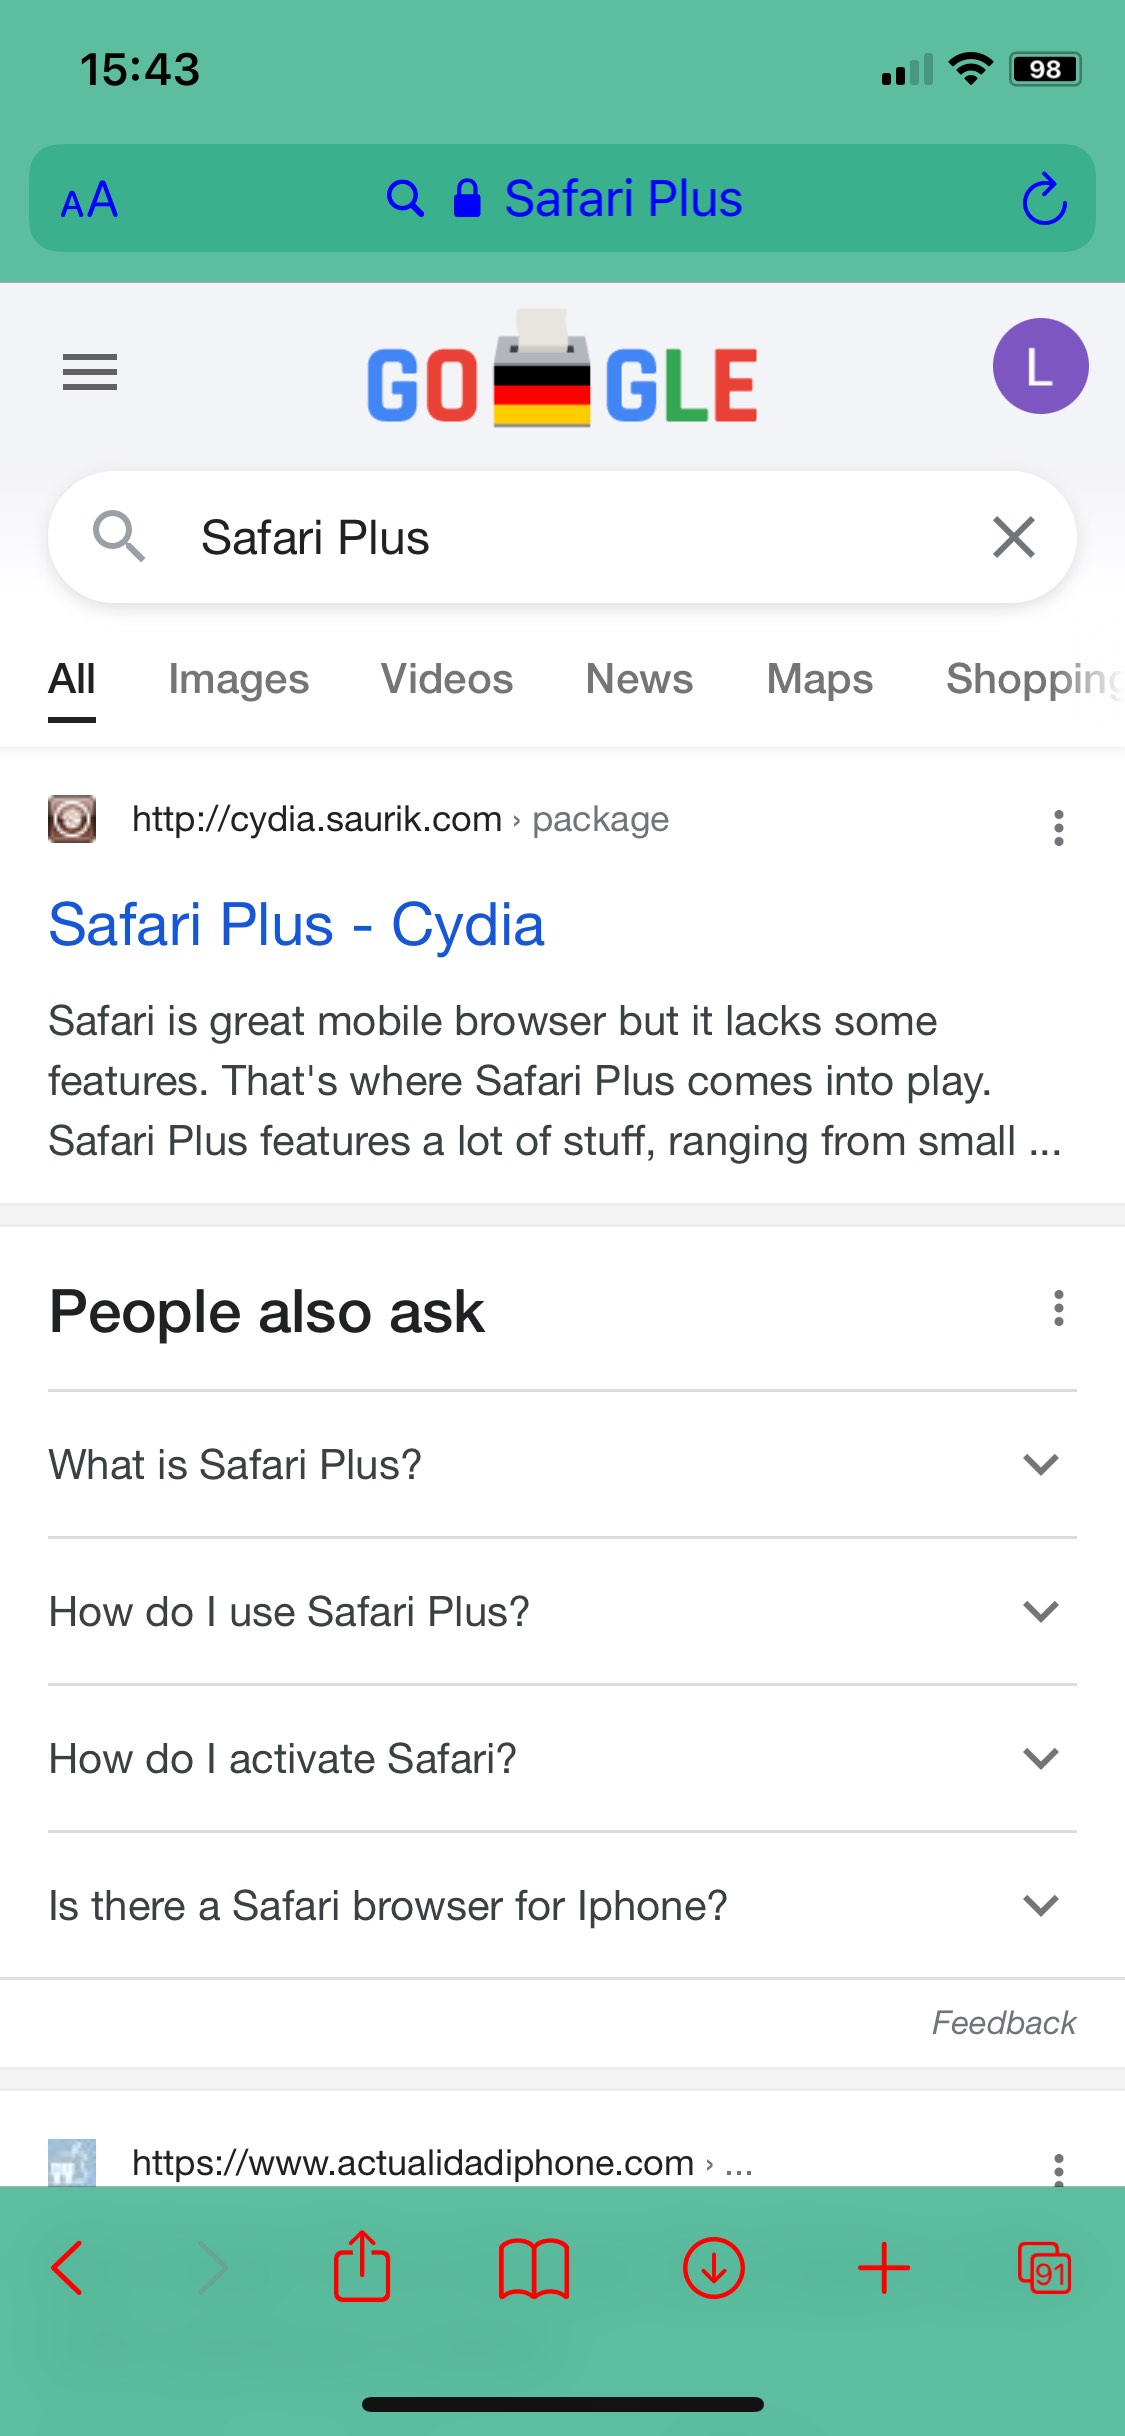 15:43
98
AA Safari Plus
GO GLE
L
Safari Plus
All Images Videos News Maps Shopping
http://cydia.saurik.com › package
Safari Plus - Cydia
Safari is great mobile browser but it lacks some
features. That's where Safari Plus comes into play.
Safari Plus features a lot of stuff, ranging from small ...
People also ask
What is Safari Plus?
How do I use Safari Plus?
How do I activate Safari?
Is there a Safari browser for Iphone?
Feedback
https://www.actualidadiphone.com › ...
91